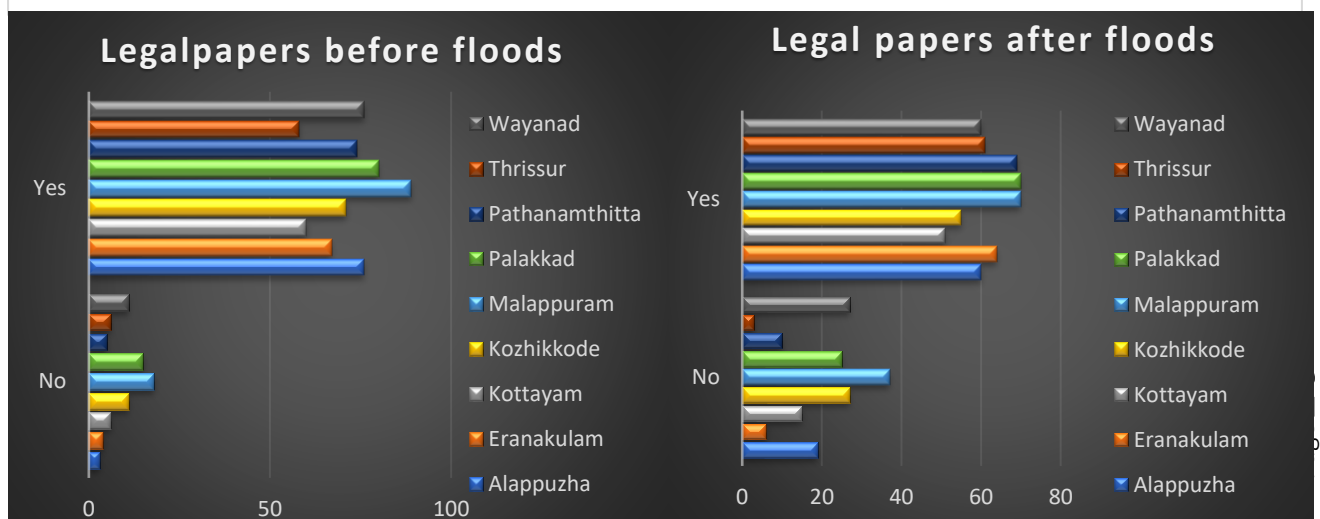 Legalpapers before floods
Yes
No
0 50 100
Wayanad
Thrissur
Pathanamthitta
Palakkad
Malappuram
Kozhikkode
Kottayam
Eranakulam
Alappuzha
Legal papers after floods
Yes
No
0 20 40 60 80
Wayanad
Thrissur
Pathanamthitta
Palakkad
Malappuram
Kozhikkode
Kottayam
Eranakulam
Alappuzha